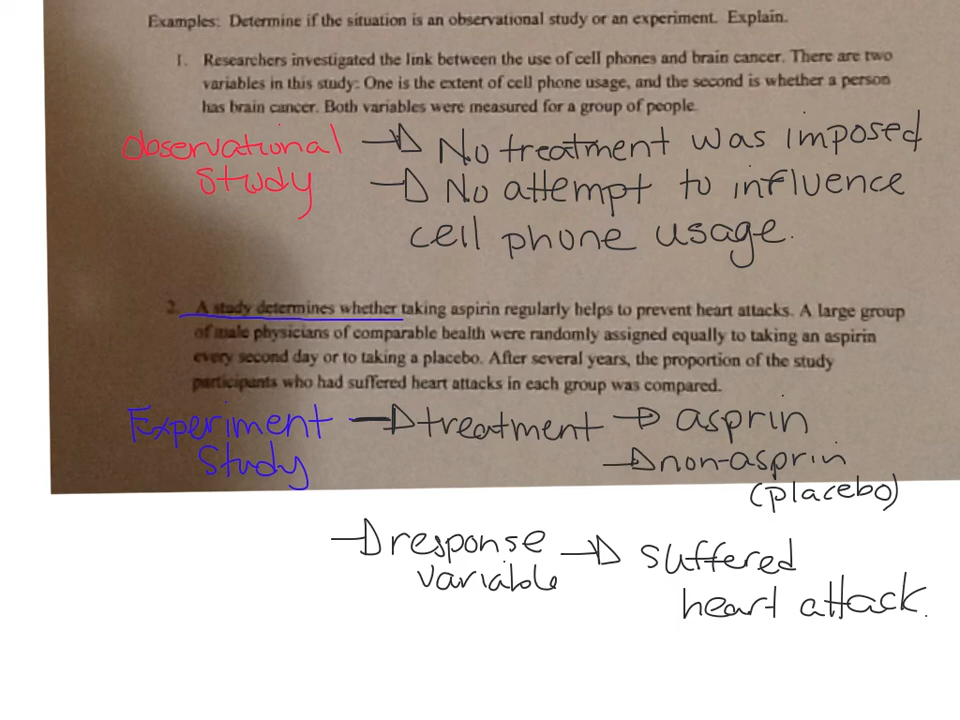 Examples: Determine if the situation is an observational study or an experiment. Explain.
1. Researchers investigated the link between the use of cell phones and brain cancer. There are two
variables in this study: One is the extent of cell phone usage, and the second is whether a person
has brain cancer. Both variables were measured for a group of people.
Observational study
→ No treatment was imposed
→ No attempt to influence
cell phone usage.
2. A study determines whether taking aspirin regularly helps to prevent heart attacks. A large group
of male physicians of comparable health were randomly assigned equally to taking an aspirin
every second day or to taking a placebo. After several years, the proportion of the study
participants who had suffered heart attacks in each group was compared.
Experiment → treatment → asprin
Study → non-asprin
(placebo)
→ response → suffered
variable
heart attack.